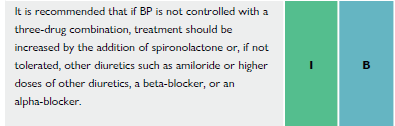 It is recommended that if BP is not controlled with a
three-drug combination, treatment should be
increased by the addition of spironolactone or, if not
tolerated, other diuretics such as amiloride or higher
doses of other diuretics, a beta-blocker, or an
alpha-blocker.
I
B